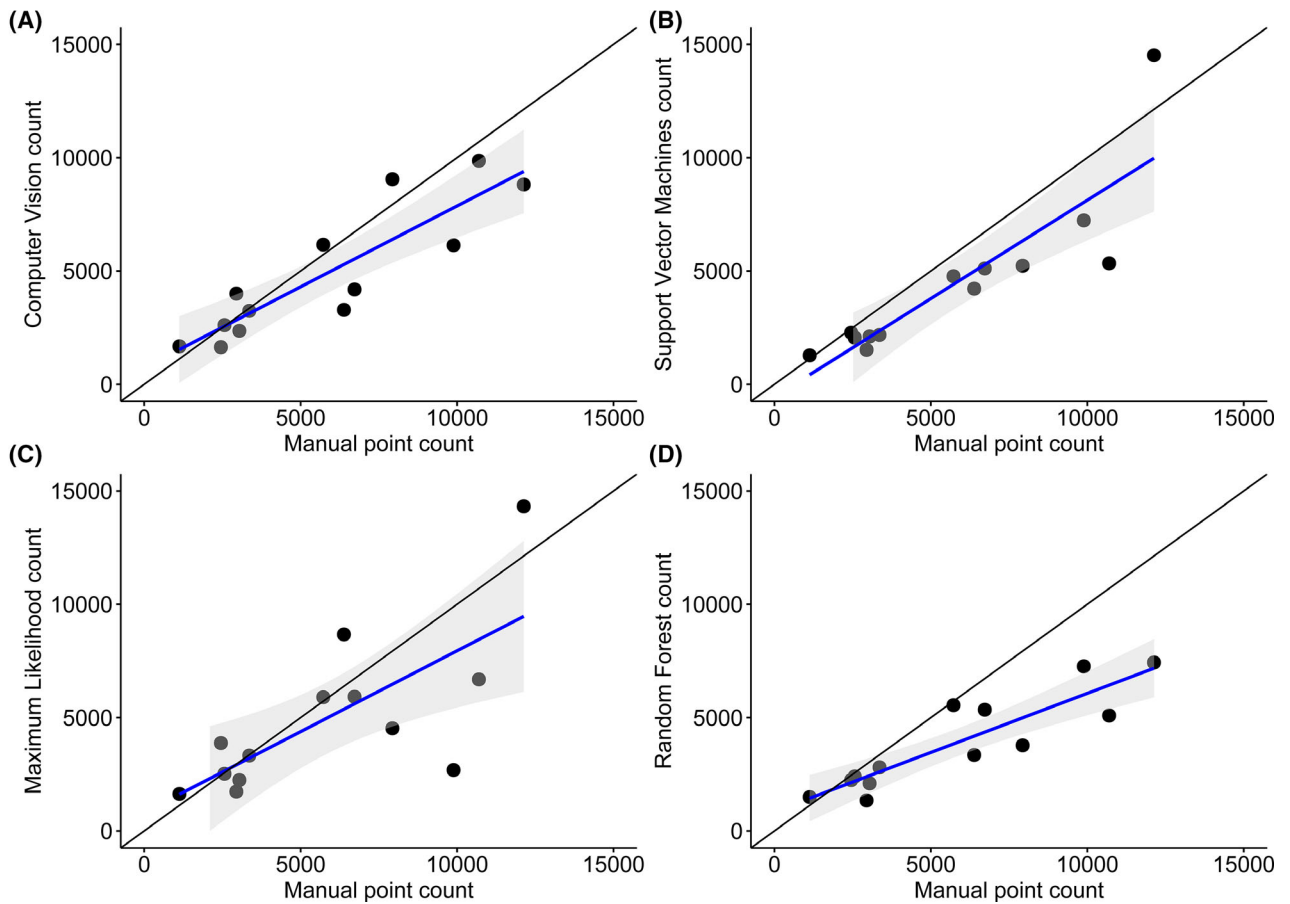 (A)
Computer Vision count
15000
10000
5000
0
0 5000 10000 15000
Manual point count
(B)
Support Vector Machines count
15000
10000
5000
0
0 5000 10000 15000
Manual point count
(C)
Maximum Likelihood count
15000
10000
5000
0
0 5000 10000 15000
Manual point count
(D)
Random Forest count
15000
10000
5000
0
0 5000 10000 15000
Manual point count